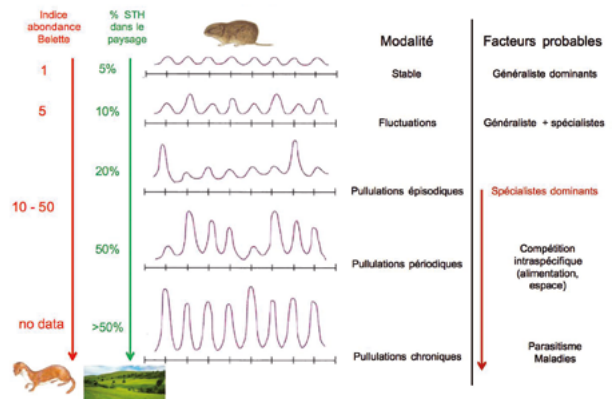 Indice
abondance
Belette
% STH
dans le
paysage
Modalité
Facteurs probables
1
5%
Stable
Généraliste dominants
5
10%
Fluctuations
Généraliste + spécialistes
20%
Pullulations épisodiques
Spécialistes dominants
10 - 50
50%
Pullulations périodiques
Compétition
intraspécifique
(alimentation,
espace)
no data
>50%
Pullulations chroniques
Parasitisme
Maladies